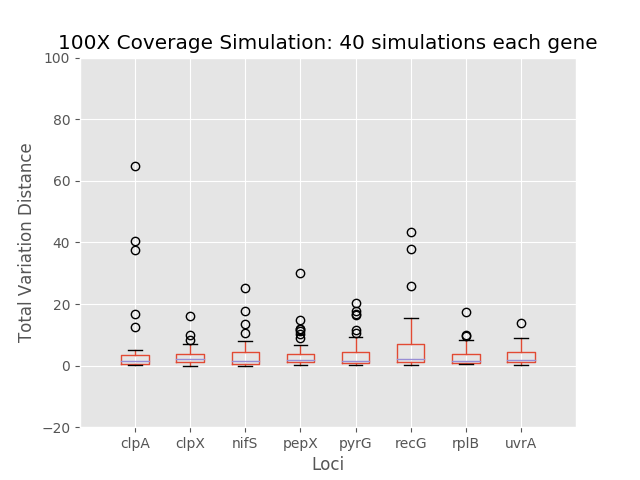 100X Coverage Simulation: 40 simulations each gene
100
80
60
40
20
0
−20
Total Variation Distance
clpA clpX nifS pepX pyrG recG rplB uvrA
Loci